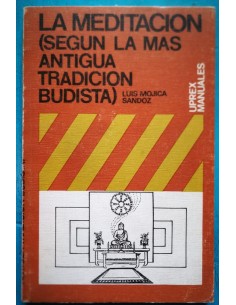 LA MEDITACION
(SEGUN LA MAS
ANTIGUA
TRADICION
BUDISTA) LUIS MOJICA
SANDOZ
UPREX
MANUALES